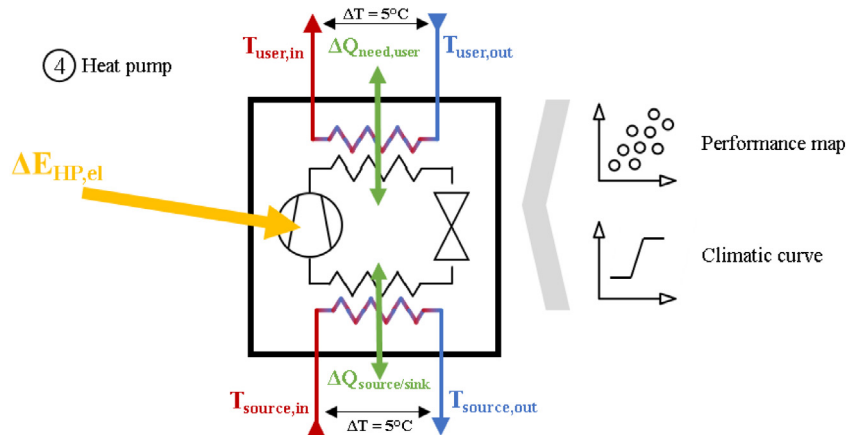 ΔT = 5°C
T_user,in
ΔQ_need,user
T_user,out
④ Heat pump
ΔE_HP,el
Performance map
Climatic curve
ΔQ_source/sink
T_source,in
T_source,out
ΔT = 5°C